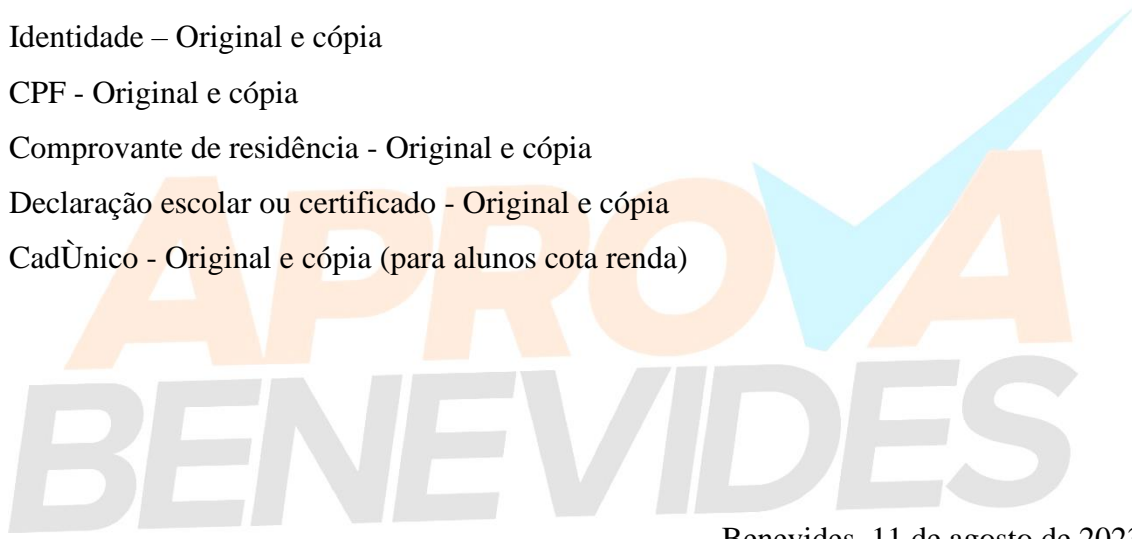 Identidade – Original e cópia
CPF - Original e cópia
Comprovante de residência - Original e cópia
Declaração escolar ou certificado - Original e cópia
CadÙnico - Original e cópia (para alunos cota renda)
APROVA
BENEVIDES
Benevides, 11 de agosto de